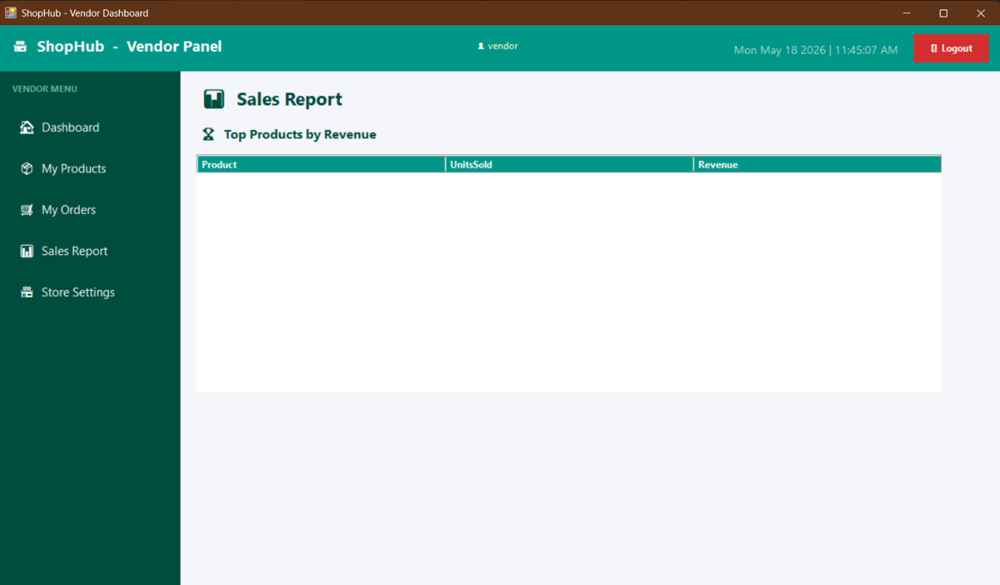 ShopHub - Vendor Dashboard
ShopHub - Vendor Panel
vendor
Mon May 18 2026 | 11:45:07 AM
Logout
VENDOR MENU
Dashboard
My Products
My Orders
Sales Report
Store Settings
Sales Report
Top Products by Revenue
Product UnitsSold Revenue